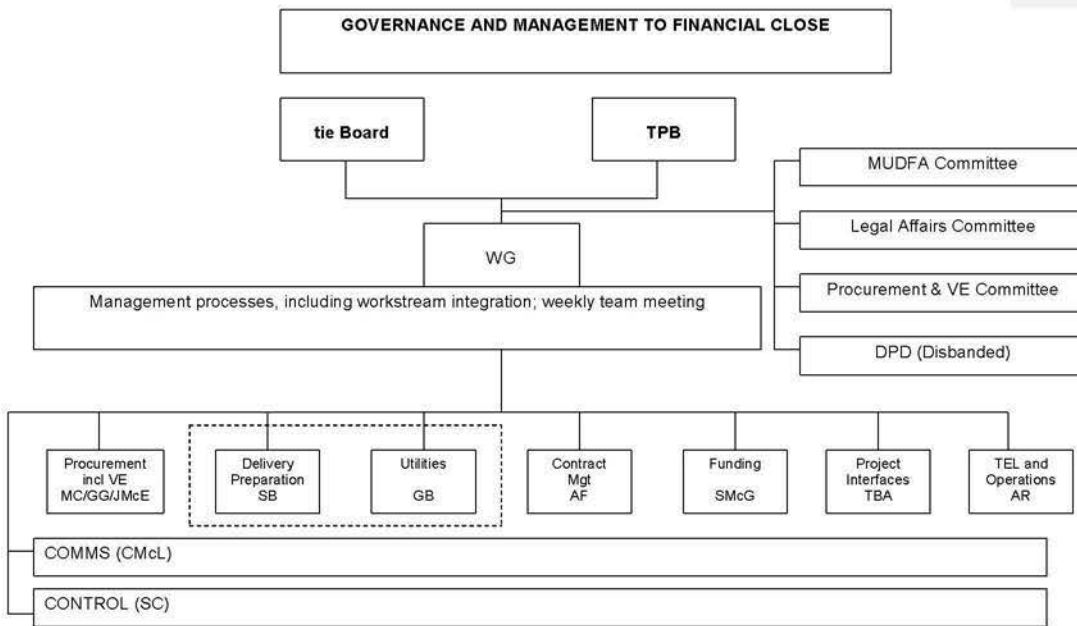 GOVERNANCE AND MANAGEMENT TO FINANCIAL CLOSE
tie Board
TPB
MUDFA Committee
Legal Affairs Committee
WG
Procurement & VE Committee
Management processes, including workstream integration; weekly team meeting
DPD (Disbanded)
Procurement
incl VE
MC/GG/JMcE
Delivery
Preparation
SB
Utilities
GB
Contract
Mgt
AF
Funding
SMcG
Project
Interfaces
TBA
TEL and
Operations
AR
COMMS (CMcL)
CONTROL (SC)